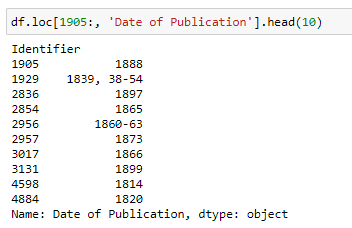 df.loc[1905:, 'Date of Publication'].head(10)
Identifier
1905 1888
1929 1839, 38-54
2836 1897
2854 1865
2956 1860-63
2957 1873
3017 1866
3131 1899
4598 1814
4884 1820
Name: Date of Publication, dtype: object